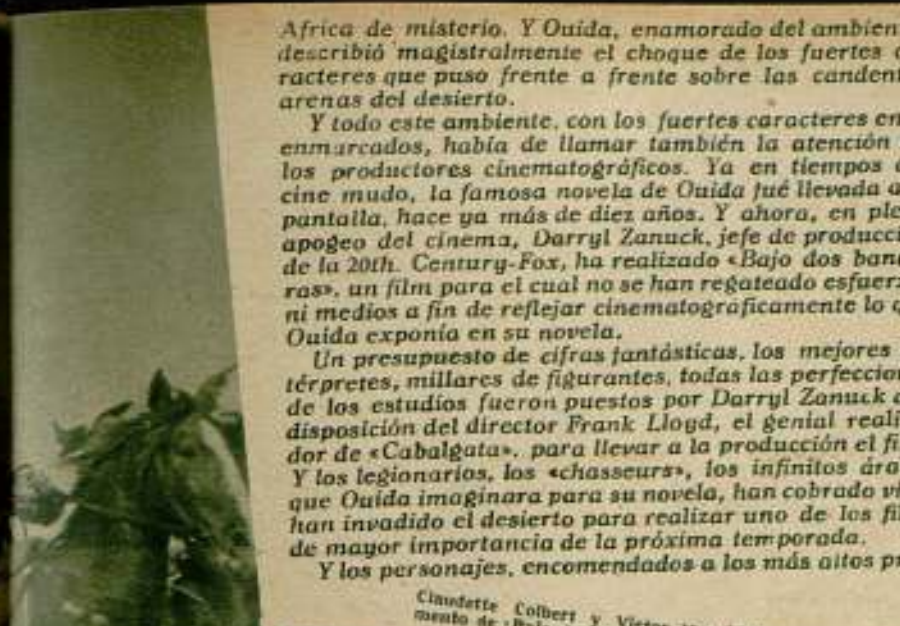 Africa de misterio. Y Ouida, enamorado del ambien
describió magistralmente el choque de los fuertes c
racteres que puso frente a frente sobre las candent
arenas del desierto.
Y todo este ambiente, con los fuertes caracteres en
enmarcados, había de llamar también la atención
los productores cinematográficos. Ya en tiempos d
cine mudo, la famosa novela de Ouida fué llevada a
pantalla, hace ya más de diez años. Y ahora, en ple
apogeo del cinema, Darryl Zanuck, jefe de producci
de la 20th. Century-Fox, ha realizado «Bajo dos band
ras», un film para el cual no se han regateado esfuerz
ni medios a fin de reflejar cinematográficamente lo q
Ouida exponía en su novela.
Un presupuesto de cifras fantásticas, los mejores
térpretes, millares de figurantes, todas las perfeccion
de los estudios fueron puestos por Darryl Zanuck a
disposición del director Frank Lloyd, el genial realiz
dor de «Cabalgata», para llevar a la producción el fi
Y los legionarios, los «chasseurs», los infinitos ára
que Ouida imaginara para su novela, han cobrado vi
han invadido el desierto para realizar uno de los fil
de mayor importancia de la próxima temporada.
Y los personajes, encomendados a los más altos pr
Claudette Colbert y
mento de